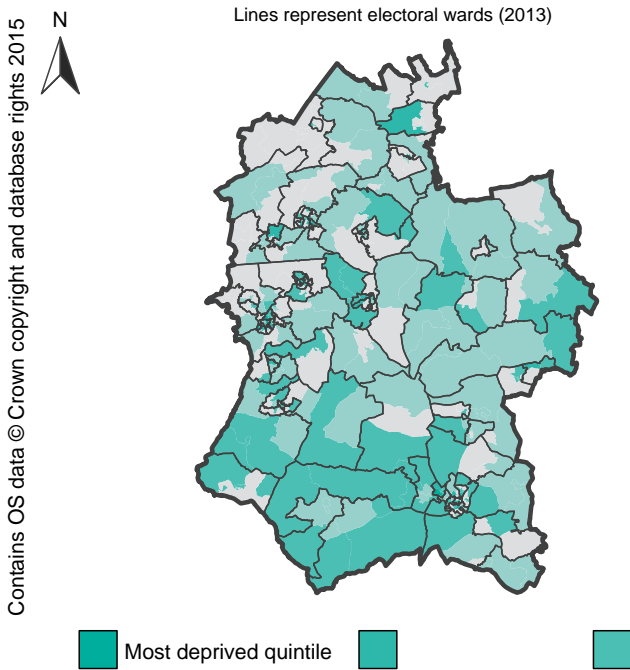 Lines represent electoral wards (2013)
N
Contains OS data © Crown copyright and database rights 2015
Most deprived quintile